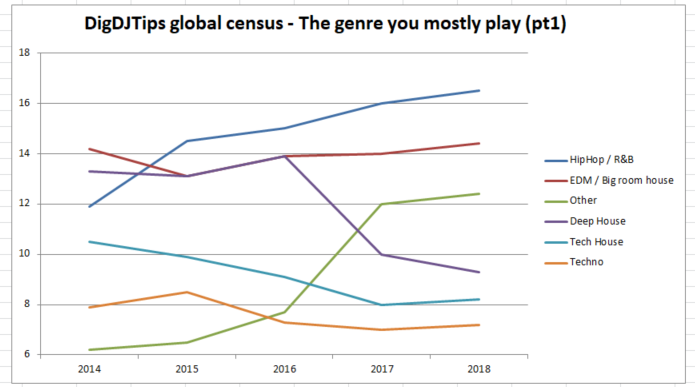 DigDJTips global census - The genre you mostly play (pt1)
18
16
14
12
10
8
6
2014 2015 2016 2017 2018
HipHop / R&B
EDM / Big room house
Other
Deep House
Tech House
Techno